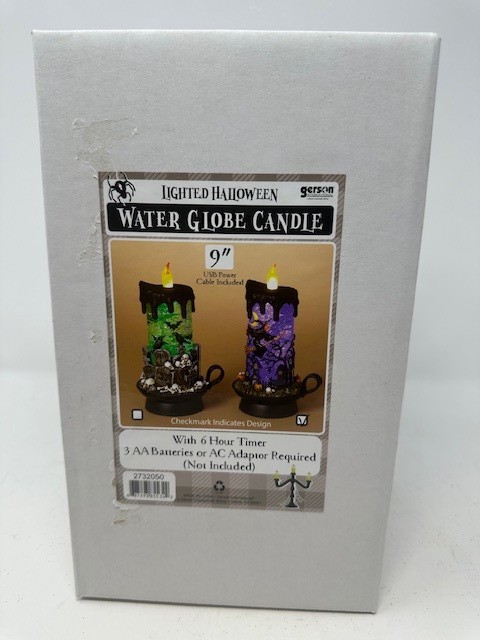 LIGHTED HALLOWEEN
gerson
WATER GLOBE CANDLE
9"
USB Power
Cable Included
Checkmark Indicates Design
With 6 Hour Timer
3 AA Batteries or AC Adaptor Required
(Not Included)
2732050